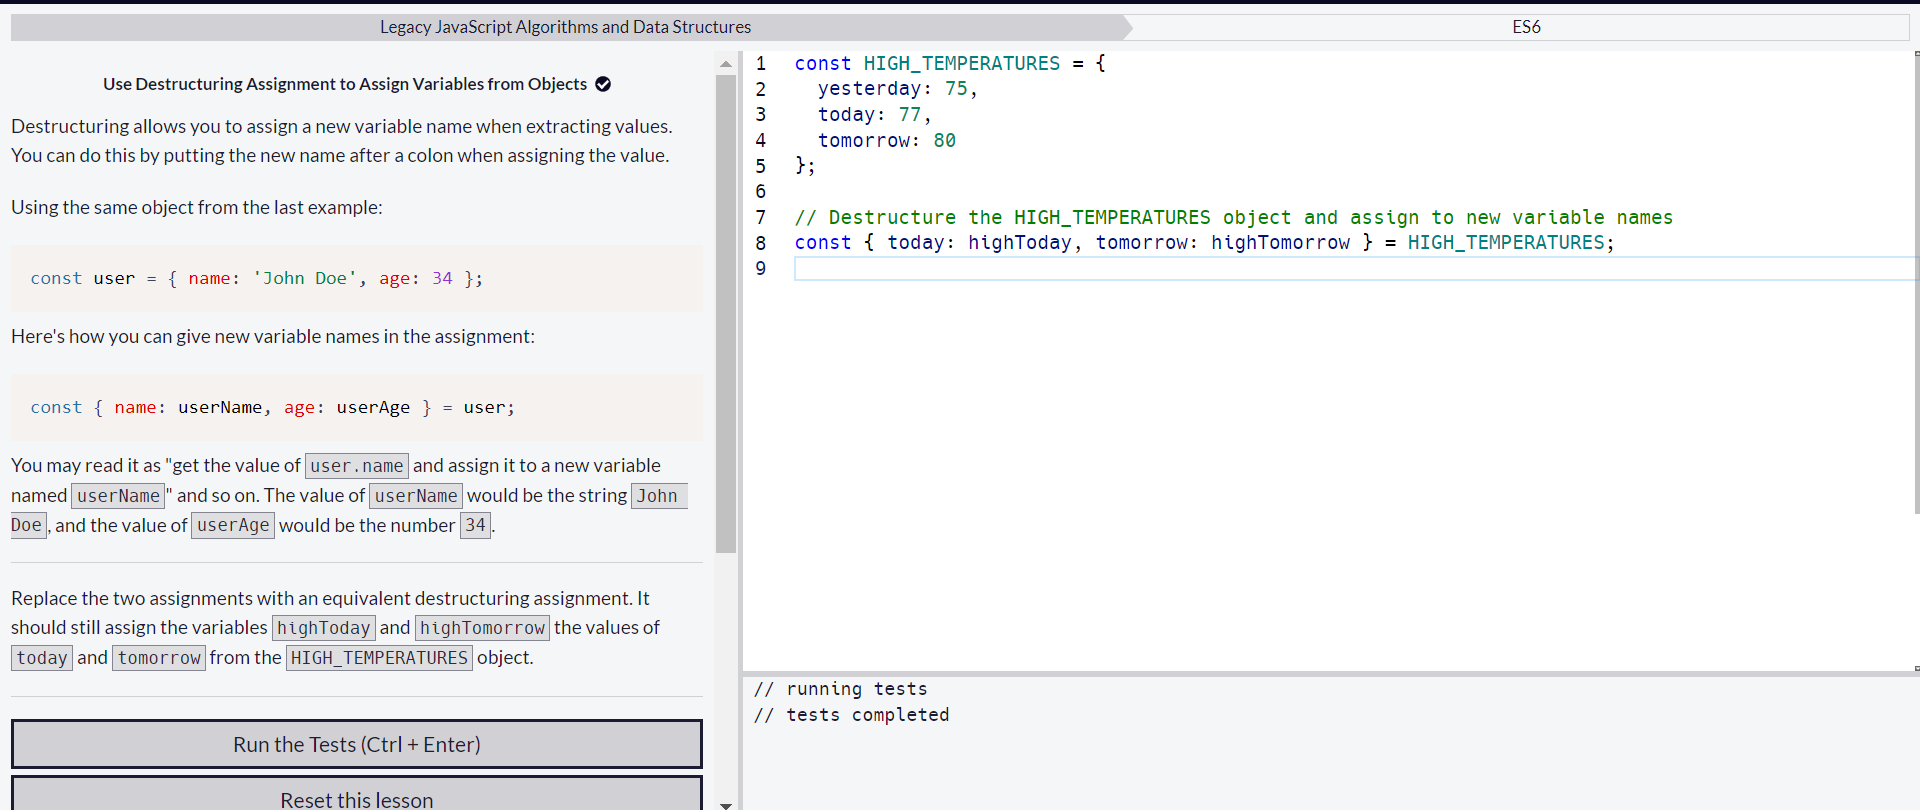 Legacy JavaScript Algorithms and Data Structures
ES6
Use Destructuring Assignment to Assign Variables from Objects
Destructuring allows you to assign a new variable name when extracting values.
You can do this by putting the new name after a colon when assigning the value.
Using the same object from the last example:
const user = { name: 'John Doe', age: 34 };
Here's how you can give new variable names in the assignment:
const { name: userName, age: userAge } = user;
You may read it as "get the value of user.name and assign it to a new variable
named userName" and so on. The value of userName would be the string John
Doe, and the value of userAge would be the number 34.
Replace the two assignments with an equivalent destructuring assignment. It
should still assign the variables highToday and highTomorrow the values of
today and tomorrow from the HIGH_TEMPERATURES object.
Run the Tests (Ctrl + Enter)
Reset this lesson
1 const HIGH_TEMPERATURES = {
2 yesterday: 75,
3 today: 77,
4 tomorrow: 80
5 };
6
7 // Destructure the HIGH_TEMPERATURES object and assign to new variable names
8 const { today: highToday, tomorrow: highTomorrow } = HIGH_TEMPERATURES;
9
// running tests
// tests completed